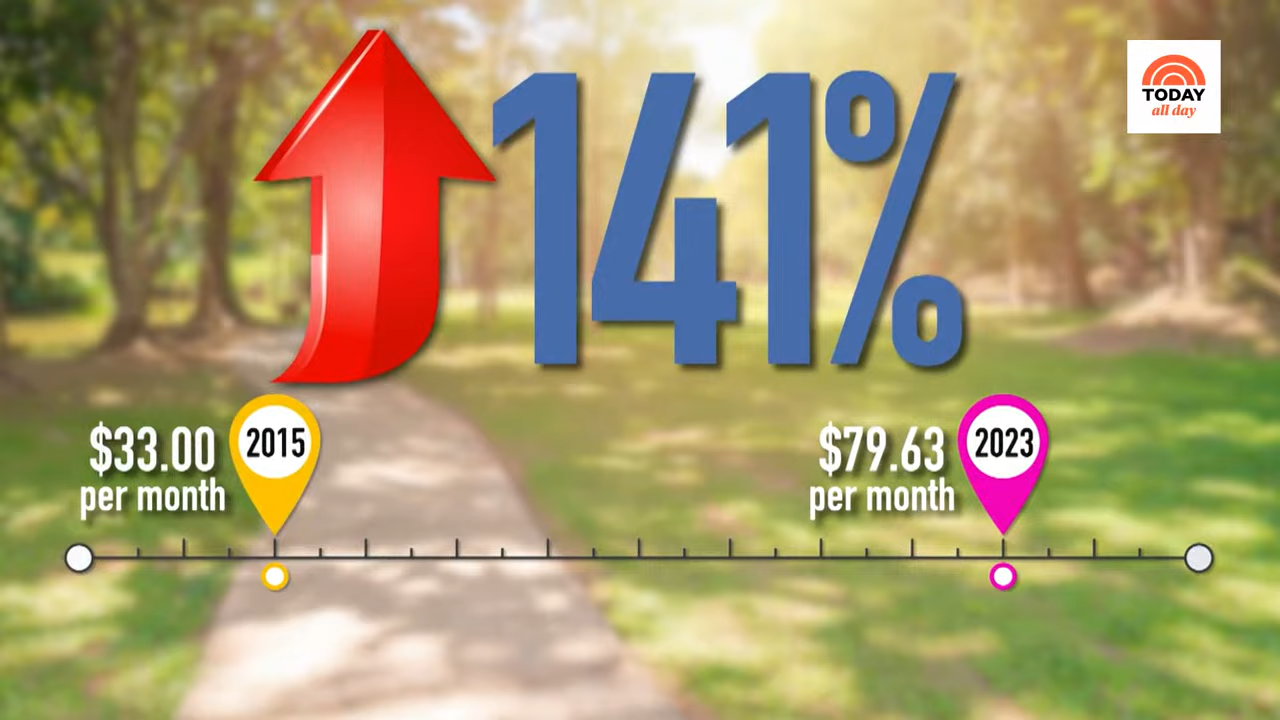 141%
$33.00
per month
2015
$79.63
per month
2023
TODAY
all day